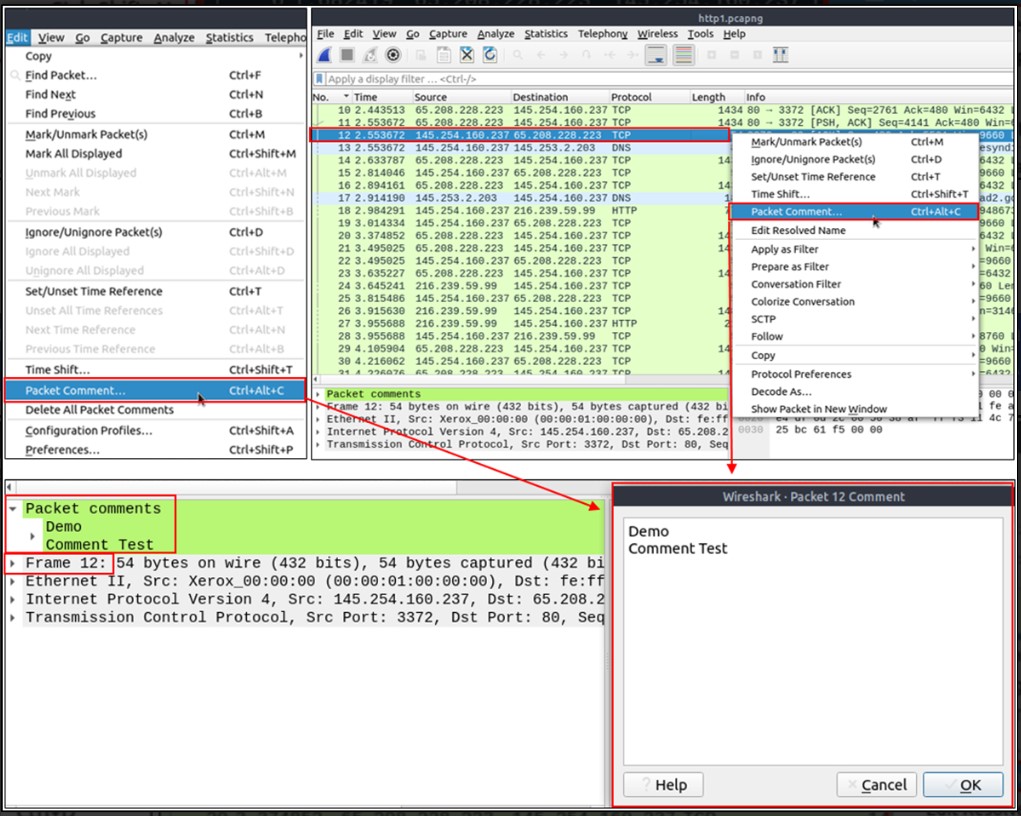 Edit View Go Capture Analyze Statistics Telepho
Copy
Find Packet... Ctrl+F
Find Next Ctrl+N
Find Previous Ctrl+B
Mark/Unmark Packet(s) Ctrl+M
Mark All Displayed Ctrl+Shift+M
Unmark All Displayed Ctrl+Alt+M
Next Mark Ctrl+Shift+N
Previous Mark Ctrl+Shift+B
Ignore/Unignore Packet(s) Ctrl+D
Ignore All Displayed Ctrl+Shift+D
Unignore All Displayed Ctrl+Alt+D
Set/Unset Time Reference Ctrl+T
Unset All Time References Ctrl+Alt+T
Next Time Reference Ctrl+Alt+N
Previous Time Reference Ctrl+Alt+B
Time Shift... Ctrl+Shift+T
Packet Comment... Ctrl+Alt+C
Delete All Packet Comments
Configuration Profiles... Ctrl+Shift+A
Preferences... Ctrl+Shift+P
http1.pcapng
File Edit View Go Capture Analyze Statistics Telephony Wireless Tools Help
Apply a display filter ... <Ctrl-/>
No. Time Source Destination Protocol Length Info
10 2.443513 65.208.228.223 145.254.160.237 TCP 1434 80 → 3372 [ACK] Seq=2761 Ack=480 Win=6432 L
11 2.553672 65.208.228.223 145.254.160.237 TCP 1434 80 → 3372 [PSH, ACK] Seq=4141 Ack=480 Win=6
12 2.553672 145.254.160.237 65.208.228.223 TCP
13 2.553672 145.254.160.237 145.253.2.203 DNS
14 2.633787 65.208.228.223 145.254.160.237 TCP
15 2.814046 145.254.160.237 65.208.228.223 TCP
16 2.894161 65.208.228.223 145.254.160.237 TCP
17 2.914190 145.253.2.203 145.254.160.237 DNS
18 2.984291 145.254.160.237 216.239.59.99 HTTP
19 3.014334 145.254.160.237 65.208.228.223 TCP
20 3.374852 65.208.228.223 145.254.160.237 TCP
21 3.495025 65.208.228.223 145.254.160.237 TCP
22 3.495025 145.254.160.237 65.208.228.223 TCP
23 3.635227 65.208.228.223 145.254.160.237 TCP
24 3.645241 216.239.59.99 145.254.160.237 TCP
25 3.815486 145.254.160.237 65.208.228.223 TCP
26 3.915630 216.239.59.99 145.254.160.237 TCP
27 3.955688 216.239.59.99 145.254.160.237 HTTP
28 3.955688 145.254.160.237 216.239.59.99 TCP
29 4.105904 65.208.228.223 145.254.160.237 TCP
30 4.216062 145.254.160.237 65.208.228.223 TCP
Mark/Unmark Packet(s) Ctrl+M
Ignore/Unignore Packet(s) Ctrl+D
Set/Unset Time Reference Ctrl+T
Time Shift... Ctrl+Shift+T
Packet Comment... Ctrl+Alt+C
Edit Resolved Name
Apply as Filter
Prepare as Filter
Conversation Filter
Colorize Conversation
SCTP
Follow
Copy
Protocol Preferences
Decode As...
Show Packet in New Window
Packet comments
Frame 12: 54 bytes on wire (432 bits), 54 bytes captured (432 bi
Ethernet II, Src: Xerox_00:00:00 (00:00:01:00:00:00), Dst: fe:ff
Internet Protocol Version 4, Src: 145.254.160.237, Dst: 65.208.2
Transmission Control Protocol, Src Port: 3372, Dst Port: 80, Seq
0030 25 bc 61 f5 00 00
Packet comments
Demo
Comment Test
Frame 12: 54 bytes on wire (432 bits), 54 bytes captured (432 bi
Ethernet II, Src: Xerox_00:00:00 (00:00:01:00:00:00), Dst: fe:ff
Internet Protocol Version 4, Src: 145.254.160.237, Dst: 65.208.2
Transmission Control Protocol, Src Port: 3372, Dst Port: 80, Seq
Wireshark · Packet 12 Comment
Demo
Comment Test
Help Cancel OK